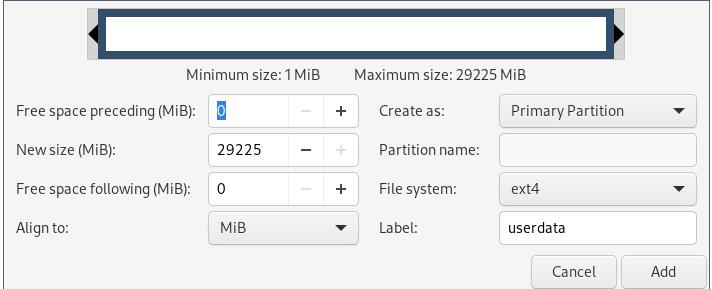 Minimum size: 1 MiB Maximum size: 29225 MiB
Free space preceding (MiB): 0 − + Create as: Primary Partition
New size (MiB): 29225 − + Partition name:
Free space following (MiB): 0 − + File system: ext4
Align to: MiB Label: userdata
Cancel Add